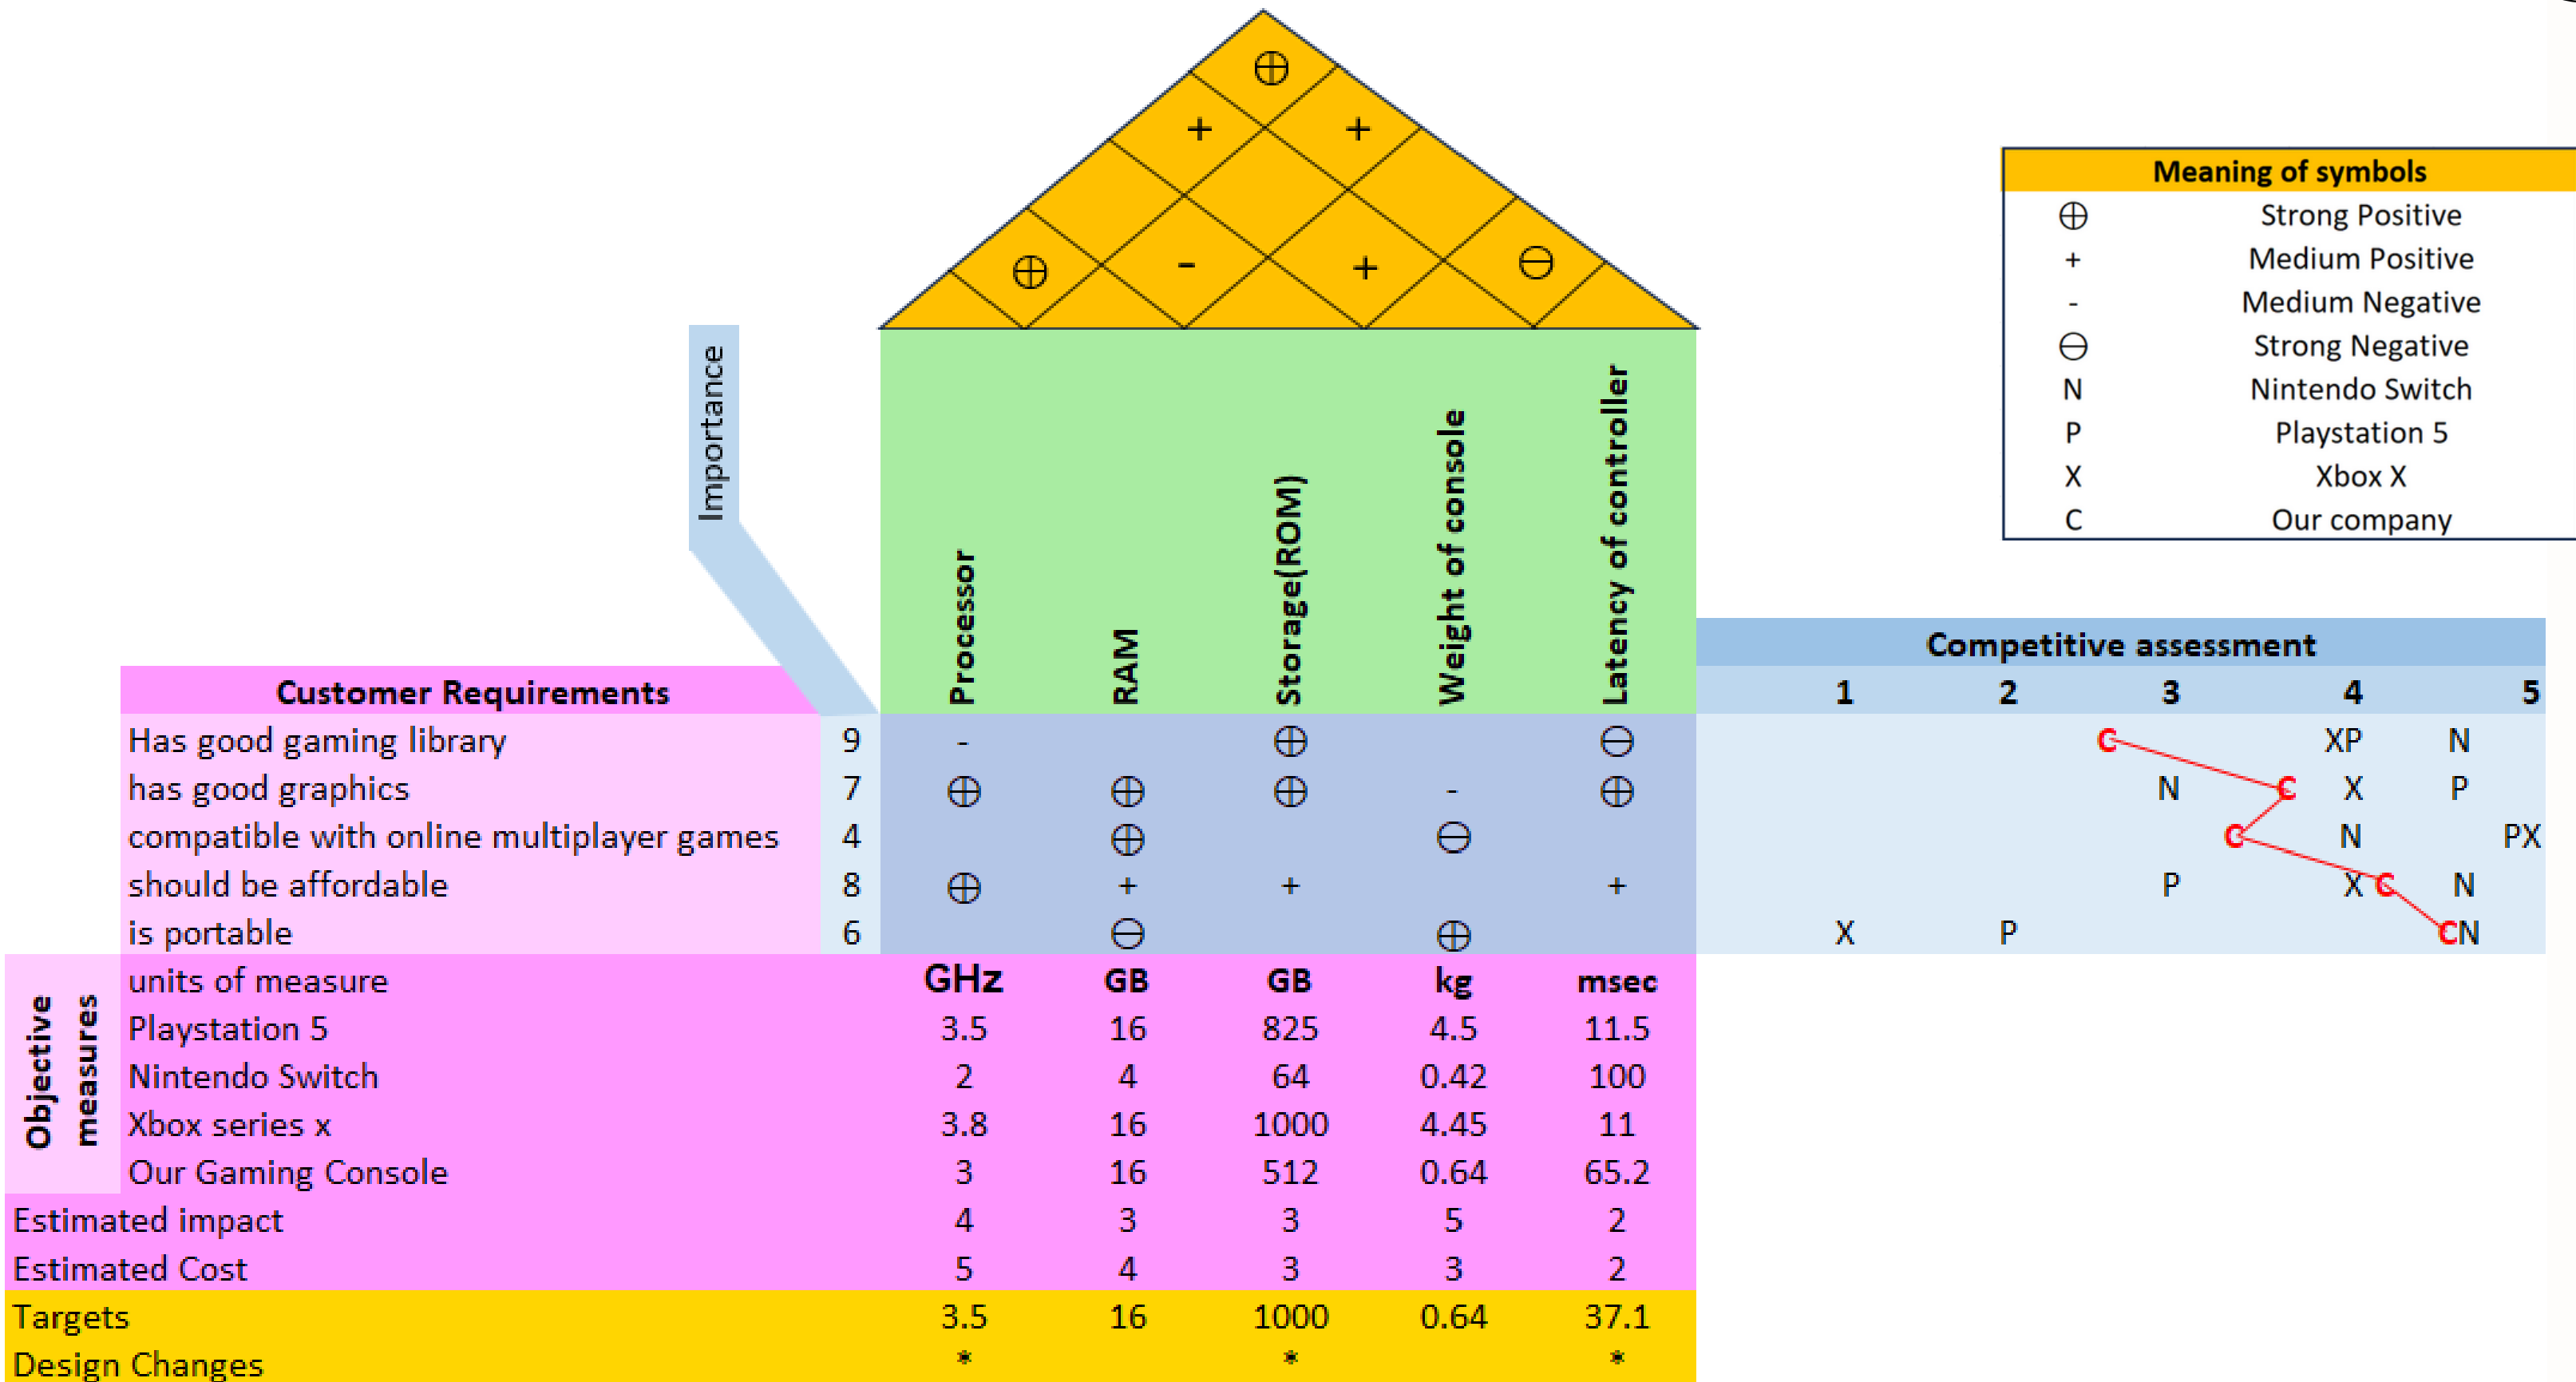 ⊕
+ +
⊕ - + ⊖
Meaning of symbols
⊕ Strong Positive
+ Medium Positive
- Medium Negative
⊖ Strong Negative
N Nintendo Switch
P Playstation 5
X Xbox X
C Our company
Importance
Processor
RAM
Storage(ROM)
Weight of console
Latency of controller
Competitive assessment
Customer Requirements 1 2 3 4 5
Has good gaming library 9 - ⊕ ⊖ C XP N
has good graphics 7 ⊕ ⊕ ⊕ - ⊕ N C X P
compatible with online multiplayer games 4 ⊕ ⊖ C N PX
should be affordable 8 ⊕ + + + P X C N
is portable 6 ⊖ ⊕ X P CN
Objective measures
units of measure GHz GB GB kg msec
Playstation 5 3.5 16 825 4.5 11.5
Nintendo Switch 2 4 64 0.42 100
Xbox series x 3.8 16 1000 4.45 11
Our Gaming Console 3 16 512 0.64 65.2
Estimated impact 4 3 3 5 2
Estimated Cost 5 4 3 3 2
Targets 3.5 16 1000 0.64 37.1
Design Changes * * *